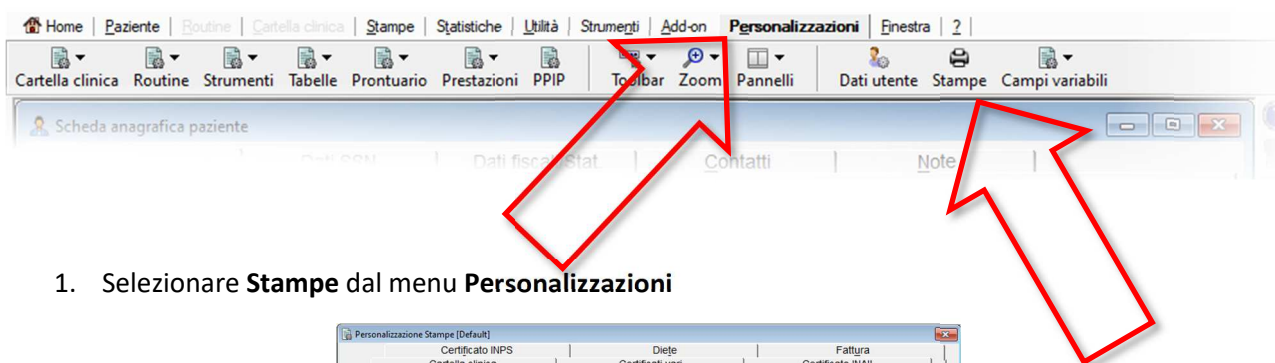 Home | Paziente | Routine | Cartella clinica | Stampe | Statistiche | Utilità | Strumenti | Add-on Personalizzazioni | Finestra | ? |
Cartella clinica Routine Strumenti Tabelle Prontuario Prestazioni PPIP Toolbar Zoom Pannelli Dati utente Stampe Campi variabili
Scheda anagrafica paziente
Dati SSN | Dati fiscali Stat. | Contatti | Note |
1. Selezionare Stampe dal menu Personalizzazioni
Personalizzazione Stampe [Default]
Certificato INPS | Diete | Fattura
Cartella clinica | Certificati vari | Certificato INAIL